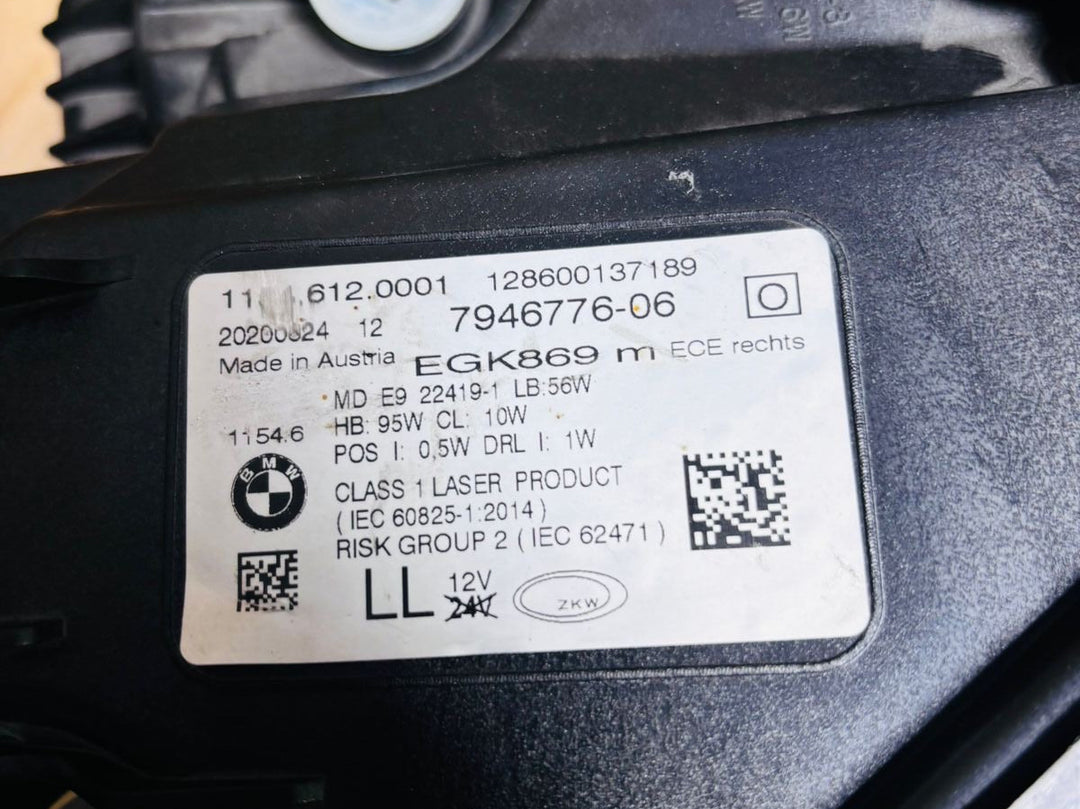 .612.0001 128600137189
7946776-06
O
12
Made in Austria EGK869 m ECE rechts
MD E9 22419-1 LB:56W
HB: 95W CL: 10W
1154.6
POS I: 0,5W DRL I: 1W
BMW
CLASS 1 LASER PRODUCT
(IEC 60825-1:2014)
RISK GROUP 2 (IEC 62471)
LL 12V
24V
ZKW